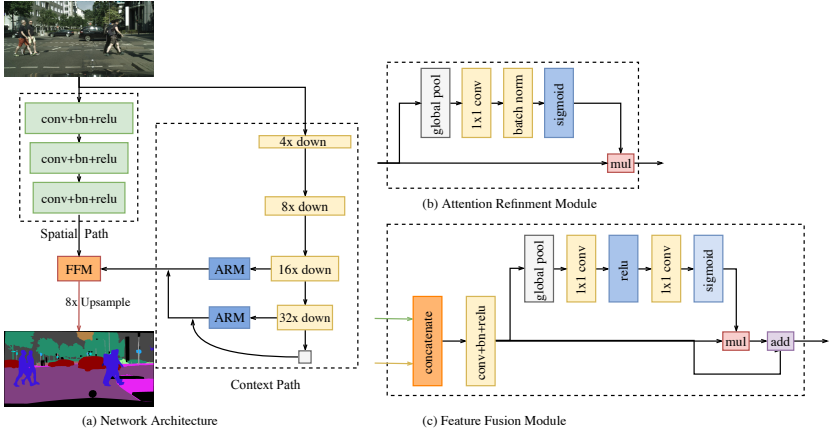 conv+bn+relu
conv+bn+relu
conv+bn+relu
Spatial Path
FFM
8x Upsample
4x down
8x down
16x down
32x down
ARM
ARM
Context Path
(a) Network Architecture
global pool
1x1 conv
batch norm
sigmoid
mul
(b) Attention Refinment Module
concatenate
conv+bn+relu
global pool
1x1 conv
relu
1x1 conv
sigmoid
mul
add
(c) Feature Fusion Module